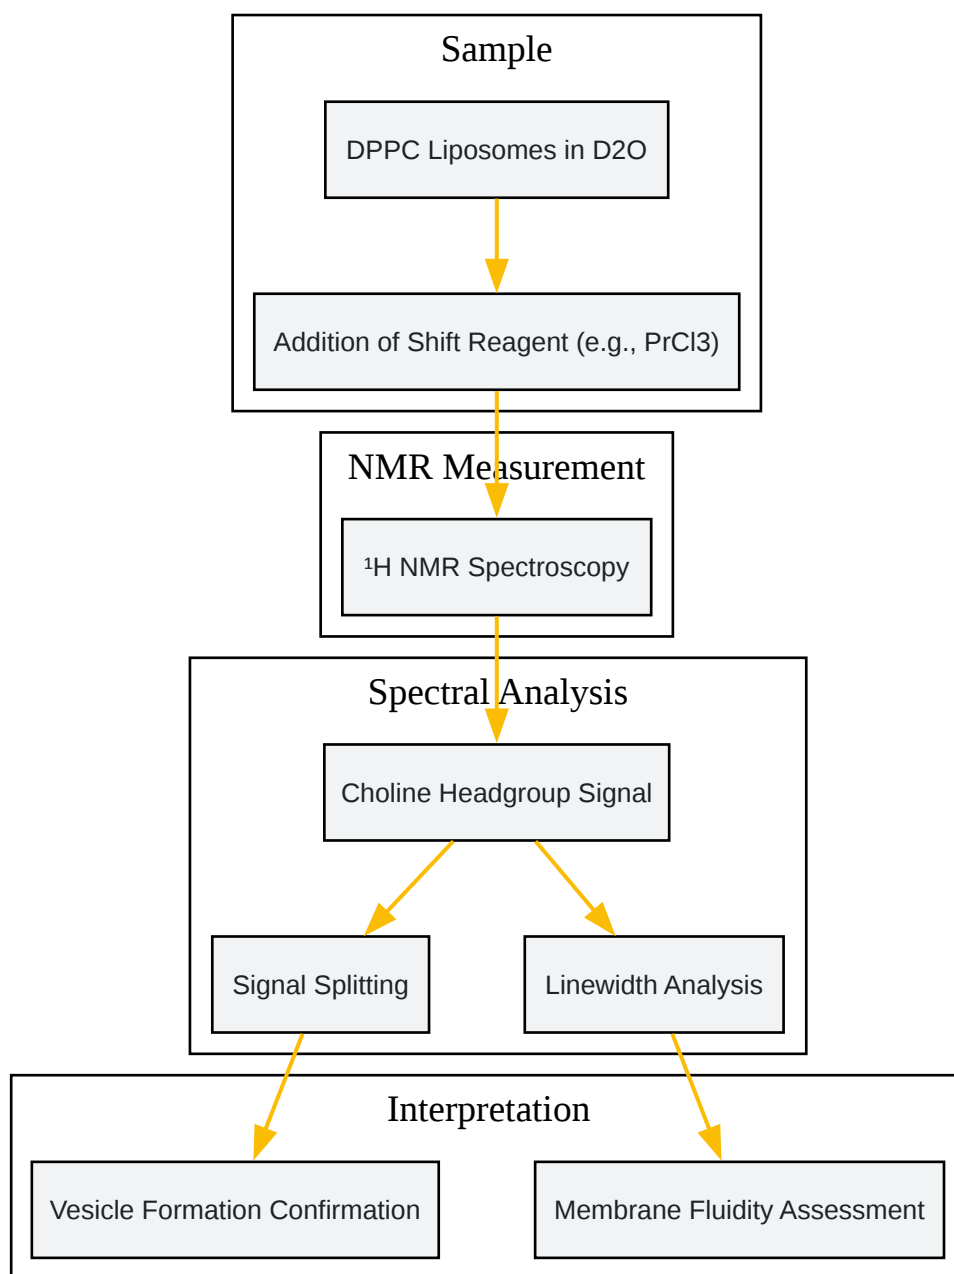 Sample
DPPC Liposomes in D2O
Addition of Shift Reagent (e.g., PrCl3)
NMR Measurement
¹H NMR Spectroscopy
Spectral Analysis
Choline Headgroup Signal
Signal Splitting
Linewidth Analysis
Interpretation
Vesicle Formation Confirmation
Membrane Fluidity Assessment